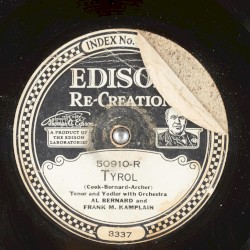 INDEX No.
EDISO
RE-CREATION
A PRODUCT OF
THE EDISON
LABORATORIES
50910-R
TYROL
(Cook-Bernard-Archer)
Tenor and Yodler with Orchestra
AL BERNARD and
FRANK M. KAMPLAIN
3337